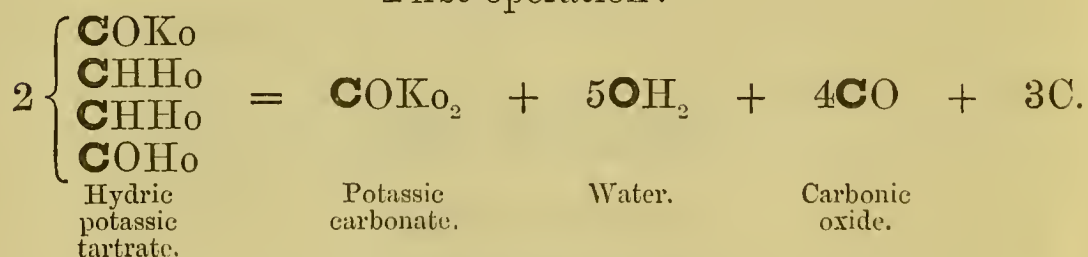 First operation.
COKo
CHHo
2 { CHHo = COKo₂ + 5OH₂ + 4CO + 3C.
COHo
Hydric Potassic Water. Carbonic
potassic carbonate. oxide.
tartrate.